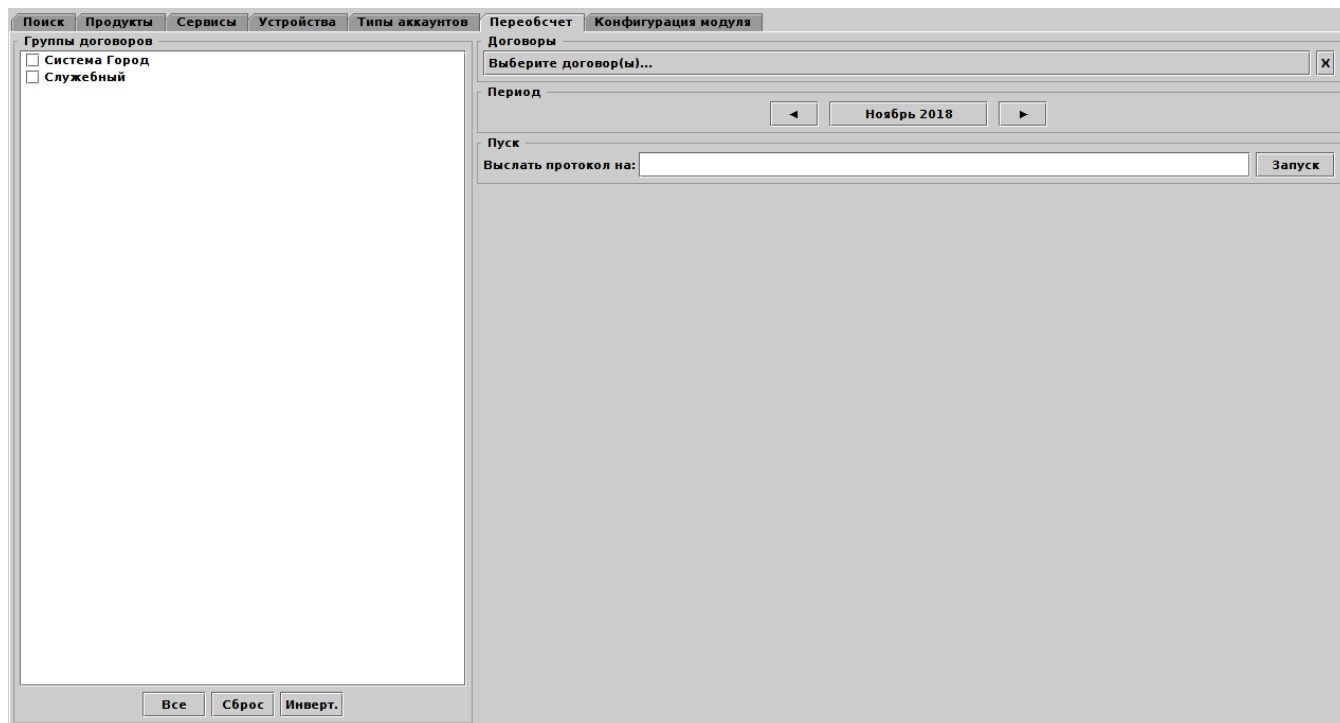 Поиск Продукты Сервисы Устройства Типы аккаунтов Переобсчет Конфигурация модуля
Группы договоров
Система Город
Служебный
Все Сброс Инверт.
Договоры
Выберите договор(ы)... X
Период
◄ Ноябрь 2018 ►
Пуск
Выслать протокол на: Запуск